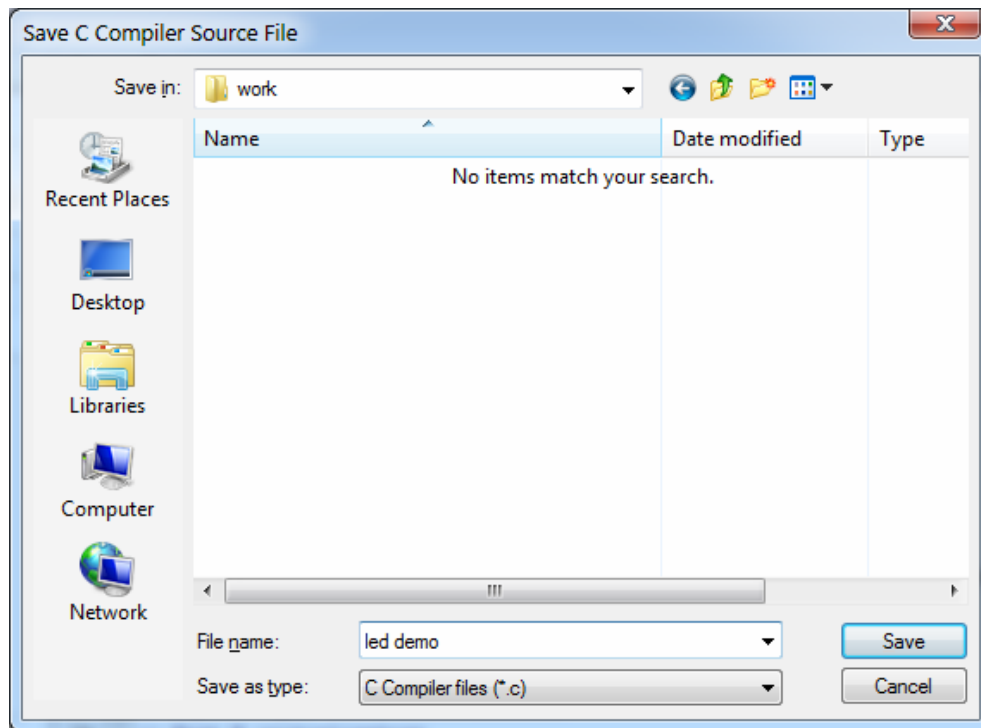 Save C Compiler Source File
Save in: work
Name Date modified Type
No items match your search.
Recent Places
Desktop
Libraries
Computer
Network
File name: led demo Save
Save as type: C Compiler files (*.c) Cancel